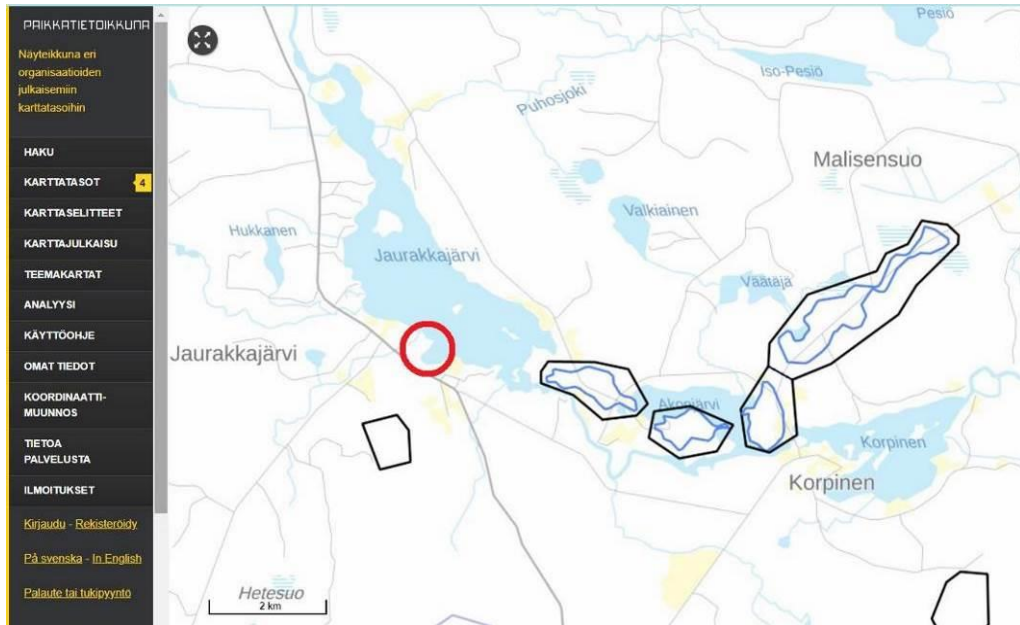 PAIKKATIETOIKKUNA
Näyteikkuna eri
organisaatioiden
julkaisemiin
karttatasoihin
HAKU
KARTTATASOT 4
KARTTASELITTEET
KARTTAJULKAISU
TEEMAKARTAT
ANALYYSI
KÄYTTÖOHJE
OMAT TIEDOT
KOORDINAATTI-
MUUNNOS
TIETOA
PALVELUSTA
ILMOITUKSET
Kirjaudu - Rekisteröidy
På svenska - In English
Palaute tai tukipyyntö
Pesiö
Iso-Pesiö
Puhosjoki
Malisensuo
Valkiainen
Hukkanen
Jaurakkajärvi
Väätäjä
Jaurakkajärvi
Akonjärvi
Korpinen
Korpinen
Hetesuo
2 km